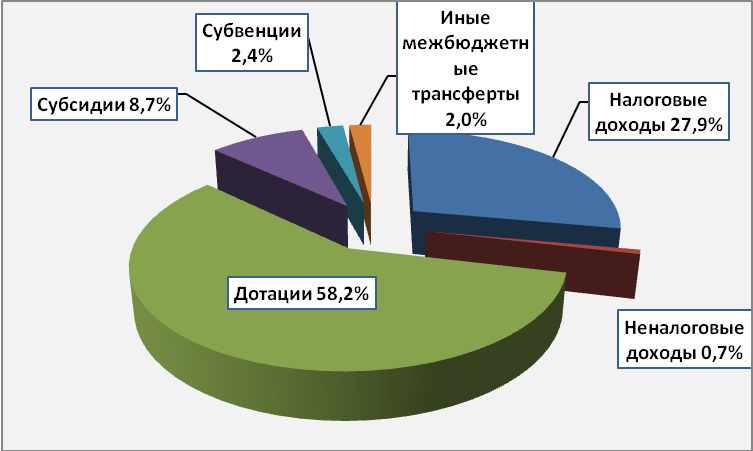 Субвенции
2,4%
Иные
межбюджетн
ые
трансферты
2,0%
Субсидии 8,7%
Налоговые
доходы 27,9%
Дотации 58,2%
Неналоговые
доходы 0,7%